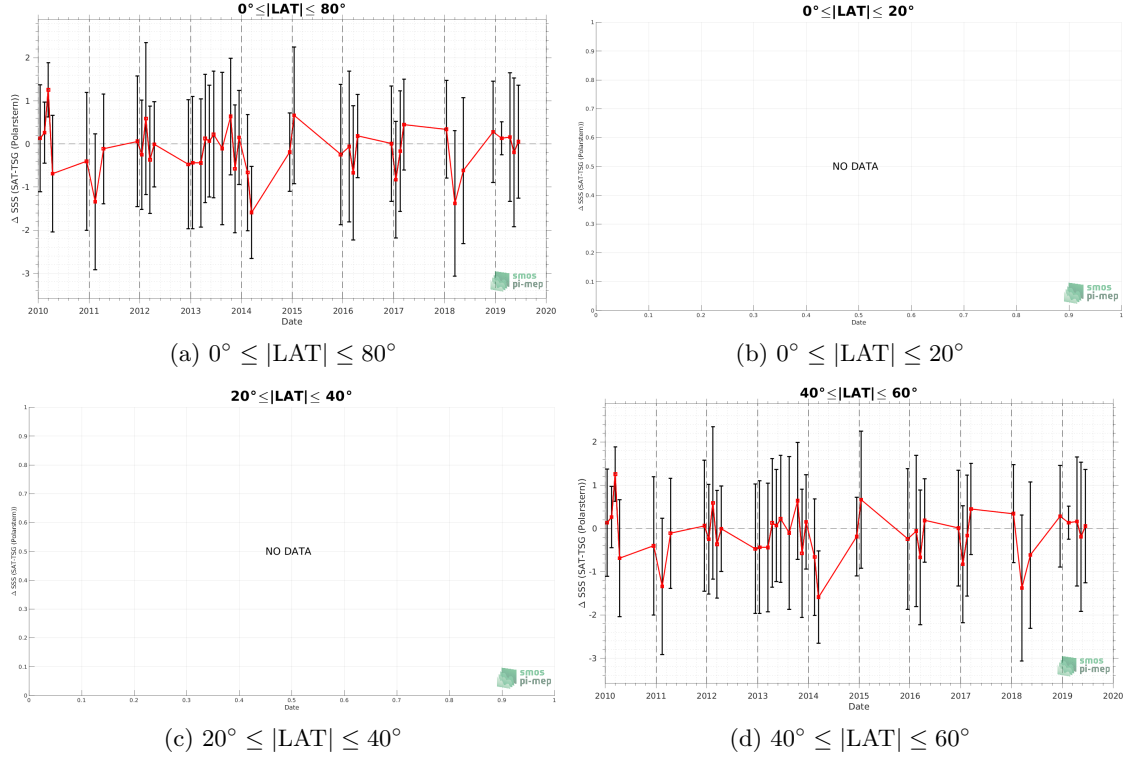 0°≤|LAT|≤ 80°
Δ SSS (SAT-TSG (Polarstern))
2
1
0
-1
-2
-3
2010 2011 2012 2013 2014 2015 2016 2017 2018 2019 2020
Date
smos
pi-mep
(a) 0° ≤ |LAT| ≤ 80°
0°≤|LAT|≤ 20°
Δ SSS (SAT-TSG (Polarstern))
1
0.9
0.8
0.7
0.6
0.5
0.4
0.3
0.2
0.1
0
NO DATA
0 0.1 0.2 0.3 0.4 0.5 0.6 0.7 0.8 0.9 1
Date
smos
pi-mep
(b) 0° ≤ |LAT| ≤ 20°
20°≤|LAT|≤ 40°
Δ SSS (SAT-TSG (Polarstern))
1
0.9
0.8
0.7
0.6
0.5
0.4
0.3
0.2
0.1
0
NO DATA
0 0.1 0.2 0.3 0.4 0.5 0.6 0.7 0.8 0.9 1
Date
smos
pi-mep
(c) 20° ≤ |LAT| ≤ 40°
40°≤|LAT|≤ 60°
Δ SSS (SAT-TSG (Polarstern))
2
1
0
-1
-2
-3
2010 2011 2012 2013 2014 2015 2016 2017 2018 2019 2020
Date
smos
pi-mep
(d) 40° ≤ |LAT| ≤ 60°